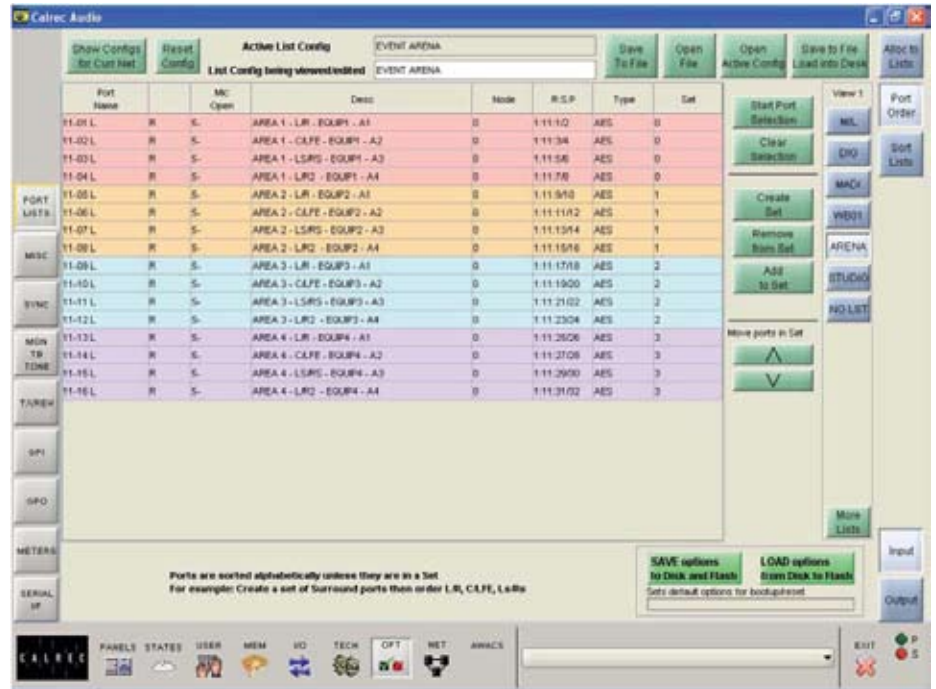 Calrec Audio
Show Configs for Curr Net
Reset Config
Active List Config EVENT ARENA
List Config being viewed/edited EVENT ARENA
Save To File
Open File
Open Active Config
Save to File Load into Desk
Alloc to Lists
Port Name Mic Open Desc Node R.S.P Type Set
11-01 L R S- AREA 1 - L/R - EQUIP1 - A1 0 1:11:1/2 AES 0
11-02 L R S- AREA 1 - C/LFE - EQUIP1 - A2 0 1:11:3/4 AES 0
11-03 L R S- AREA 1 - LS/RS - EQUIP1 - A3 0 1:11:5/6 AES 0
11-04 L R S- AREA 1 - L/R2 - EQUIP1 - A4 0 1:11:7/8 AES 0
11-05 L R S- AREA 2 - L/R - EQUIP2 - A1 0 1:11:9/10 AES 1
11-06 L R S- AREA 2 - C/LFE - EQUIP2 - A2 0 1:11:11/12 AES 1
11-07 L R S- AREA 2 - LS/RS - EQUIP2 - A3 0 1:11:13/14 AES 1
11-08 L R S- AREA 2 - L/R2 - EQUIP2 - A4 0 1:11:15/16 AES 1
11-09 L R S- AREA 3 - L/R - EQUIP3 - A1 0 1:11:17/18 AES 2
11-10 L R S- AREA 3 - C/LFE - EQUIP3 - A2 0 1:11:19/20 AES 2
11-11 L R S- AREA 3 - LS/RS - EQUIP3 - A3 0 1:11:21/22 AES 2
11-12 L R S- AREA 3 - L/R2 - EQUIP3 - A4 0 1:11:23/24 AES 2
11-13 L R S- AREA 4 - L/R - EQUIP4 - A1 0 1:11:25/26 AES 3
11-14 L R S- AREA 4 - C/LFE - EQUIP4 - A2 0 1:11:27/28 AES 3
11-15 L R S- AREA 4 - LS/RS - EQUIP4 - A3 0 1:11:29/30 AES 3
11-16 L R S- AREA 4 - L/R2 - EQUIP4 - A4 0 1:11:31/32 AES 3
PORT LISTS
MISC
SYNC
MON TB TONE
GPI
GPO
METERS
SERIAL I/F
Start Port Selection
Clear Selection
Create Set
Remove from Set
Add to Set
Move ports in Set
View 1
M/L
DIO
MADI
WB01
ARENA
STUDIO
NO LST
More Lists
Port Order
Sort Lists
Input
Output
Ports are sorted alphabetically unless they are in a Set
For example: Create a set of Surround ports then order L/R, C/LFE, Ls/Rs
SAVE options to Disk and Flash
LOAD options from Disk to Flash
Sets default options for bootup/reset
CALREC
PANELS STATES USER MEM I/O TECH OPT NET AWACS
EXIT
P
S